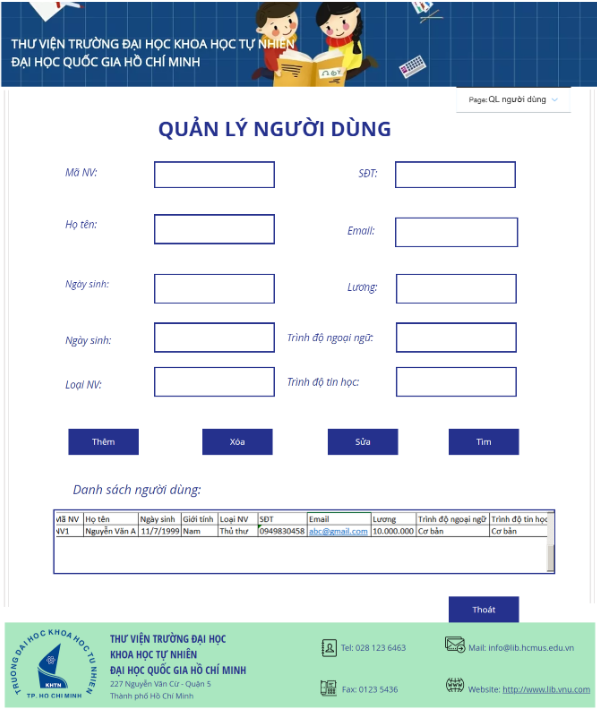 THƯ VIỆN TRƯỜNG ĐẠI HỌC KHOA HỌC TỰ NHIÊN
ĐẠI HỌC QUỐC GIA HỒ CHÍ MINH
Page: QL người dùng
QUẢN LÝ NGƯỜI DÙNG
Mã NV:
SĐT:
Họ tên:
Email:
Ngày sinh:
Lương:
Ngày sinh:
Trình độ ngoại ngữ:
Loại NV:
Trình độ tin học:
Thêm Xóa Sửa Tìm
Danh sách người dùng:
Mã NV Họ tên Ngày sinh Giới tính Loại NV SĐT Email Lương Trình độ ngoại ngữ Trình độ tin học
NV1 Nguyễn Văn A 11/7/1999 Nam Thủ thư 0949830458 abc@gmail.com 10.000.000 Cơ bản Cơ bản
Thoát
TRƯỜNG ĐẠI HỌC KHOA HỌC TỰ NHIÊN
KHTN
TP. HO CHI MINH
THƯ VIỆN TRƯỜNG ĐẠI HỌC
KHOA HỌC TỰ NHIÊN
ĐẠI HỌC QUỐC GIA HỒ CHÍ MINH
227 Nguyễn Văn Cừ - Quận 5
Thành phố Hồ Chí Minh
Tel: 028 123 6463
Mail: info@lib.hcmus.edu.vn
Fax: 0123 5436
Website: http://www.lib.vnu.com